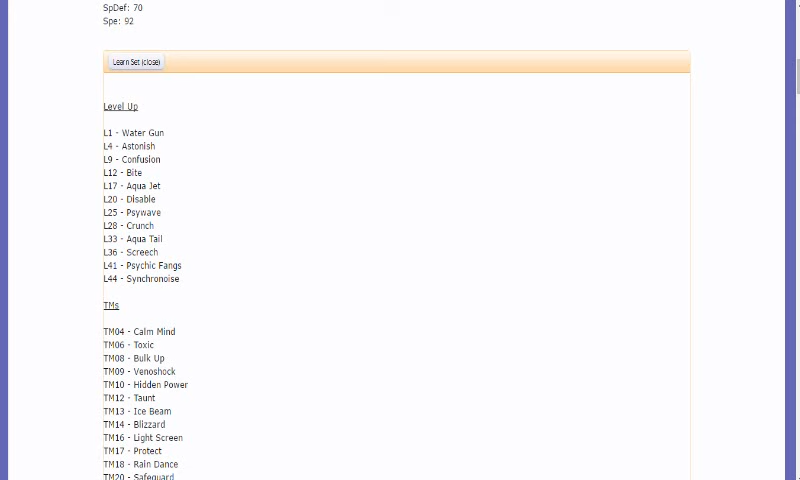 SpDef: 70
Spe: 92
Learn Set (close)
Level Up
L1 - Water Gun
L4 - Astonish
L9 - Confusion
L12 - Bite
L17 - Aqua Jet
L20 - Disable
L25 - Psywave
L28 - Crunch
L33 - Aqua Tail
L36 - Screech
L41 - Psychic Fangs
L44 - Synchronoise
TMs
TM04 - Calm Mind
TM06 - Toxic
TM08 - Bulk Up
TM09 - Venoshock
TM10 - Hidden Power
TM12 - Taunt
TM13 - Ice Beam
TM14 - Blizzard
TM16 - Light Screen
TM17 - Protect
TM18 - Rain Dance
TM20 - Safeguard